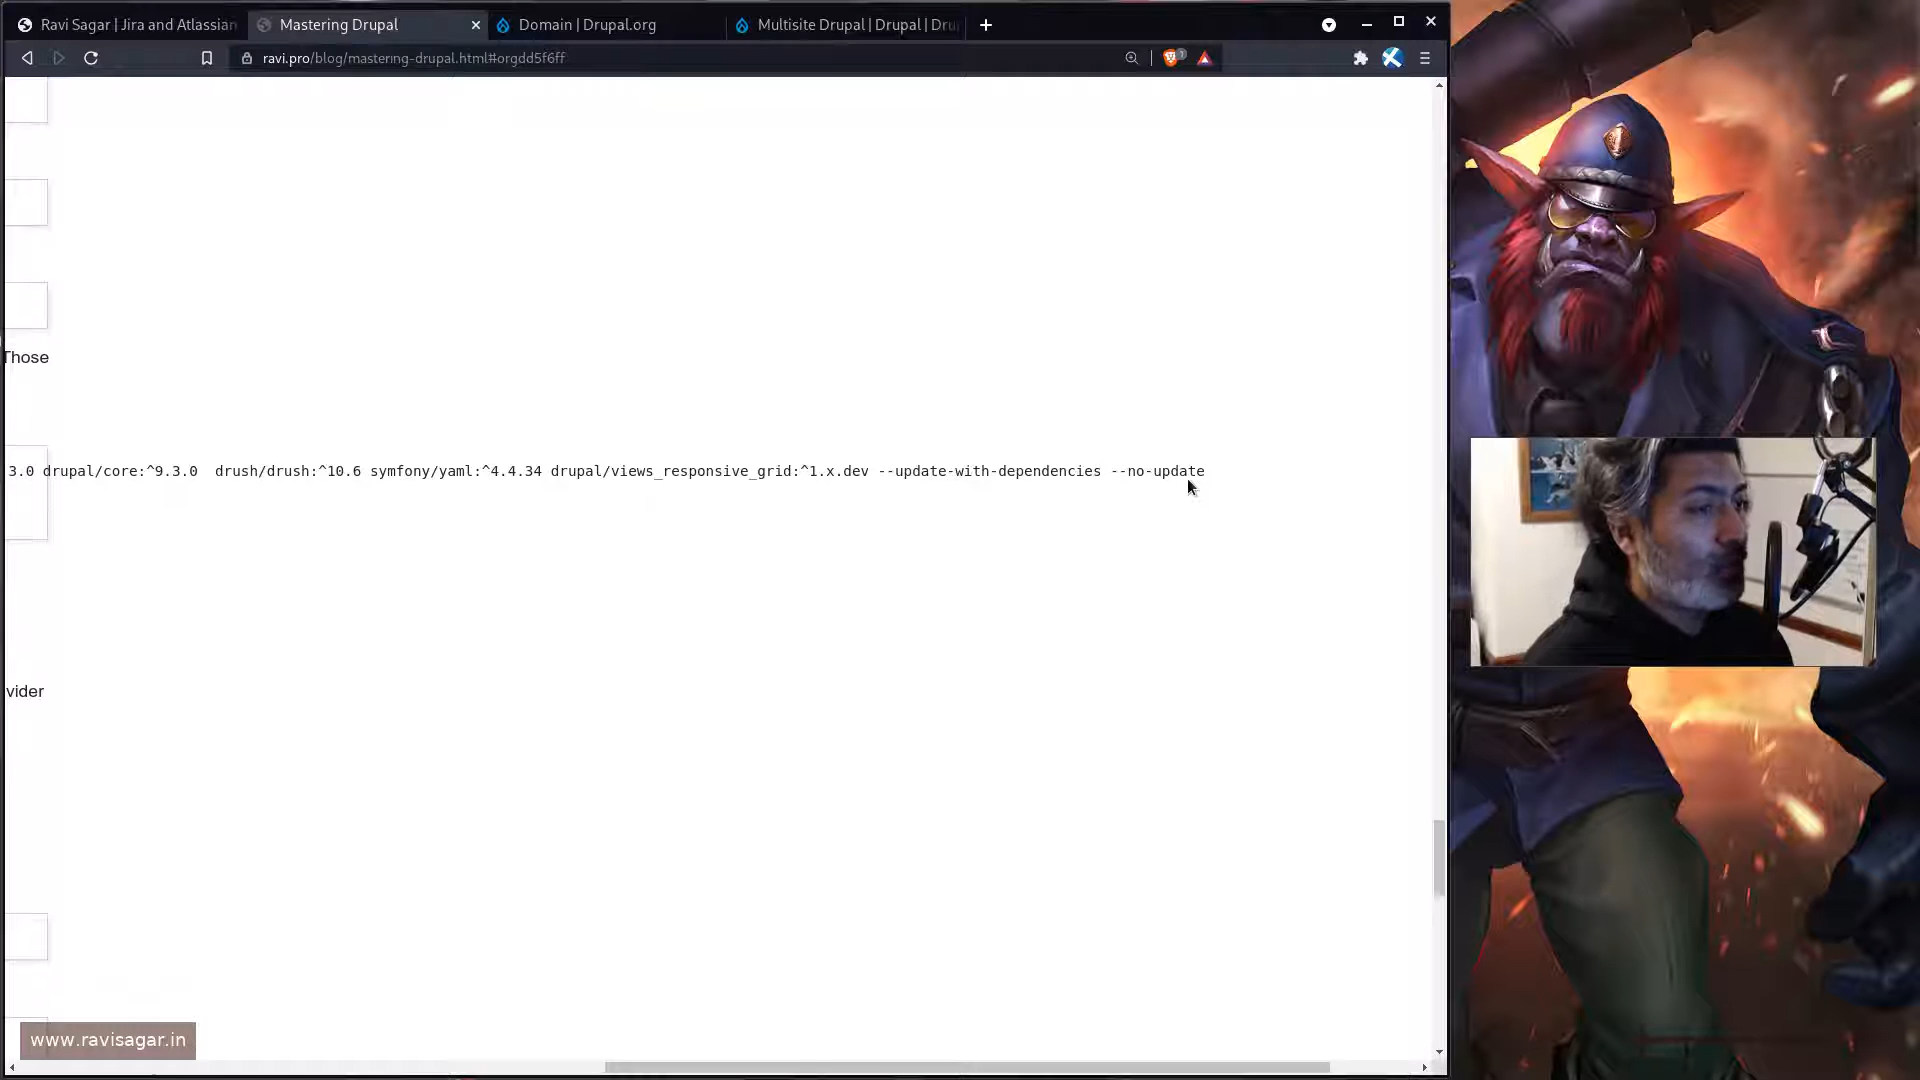 Ravi Sagar | Jira and Atlassian
Mastering Drupal
Domain | Drupal.org
Multisite Drupal | Drupal | Dru
ravi.pro/blog/mastering-drupal.html#orgdd5f6ff
1
Those
3.0 drupal/core:^9.3.0  drush/drush:^10.6 symfony/yaml:^4.4.34 drupal/views_responsive_grid:^1.x.dev --update-with-dependencies --no-update
vider
www.ravisagar.in